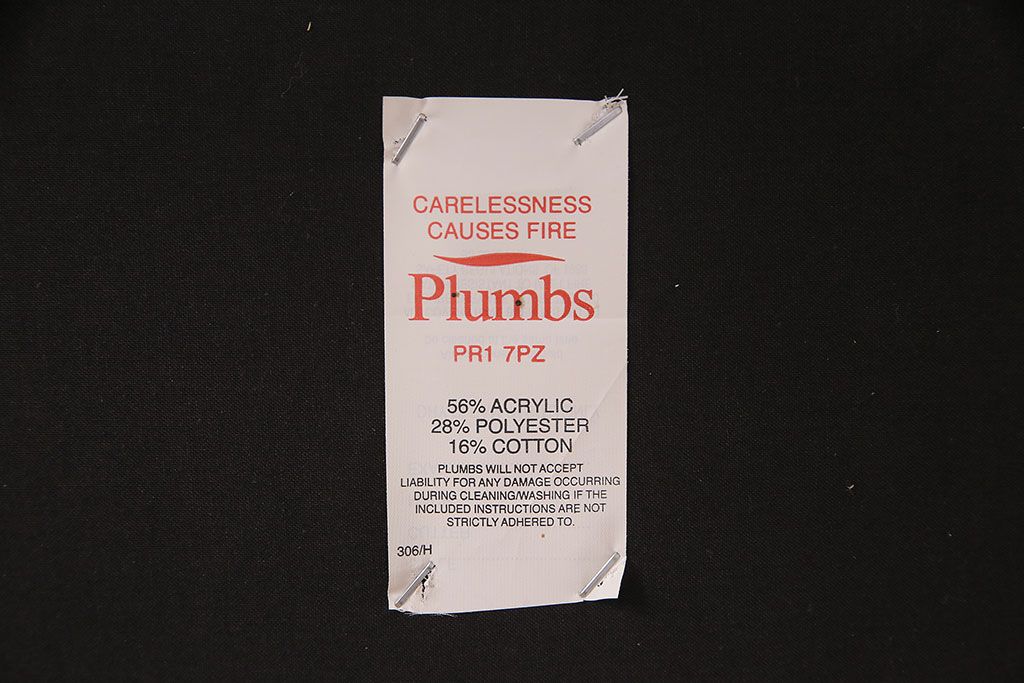 CARELESSNESS
CAUSES FIRE
Plumbs
PR1 7PZ
56% ACRYLIC
28% POLYESTER
16% COTTON
PLUMBS WILL NOT ACCEPT
LIABILITY FOR ANY DAMAGE OCCURRING
DURING CLEANING/WASHING IF THE
INCLUDED INSTRUCTIONS ARE NOT
STRICTLY ADHERED TO.
306/H